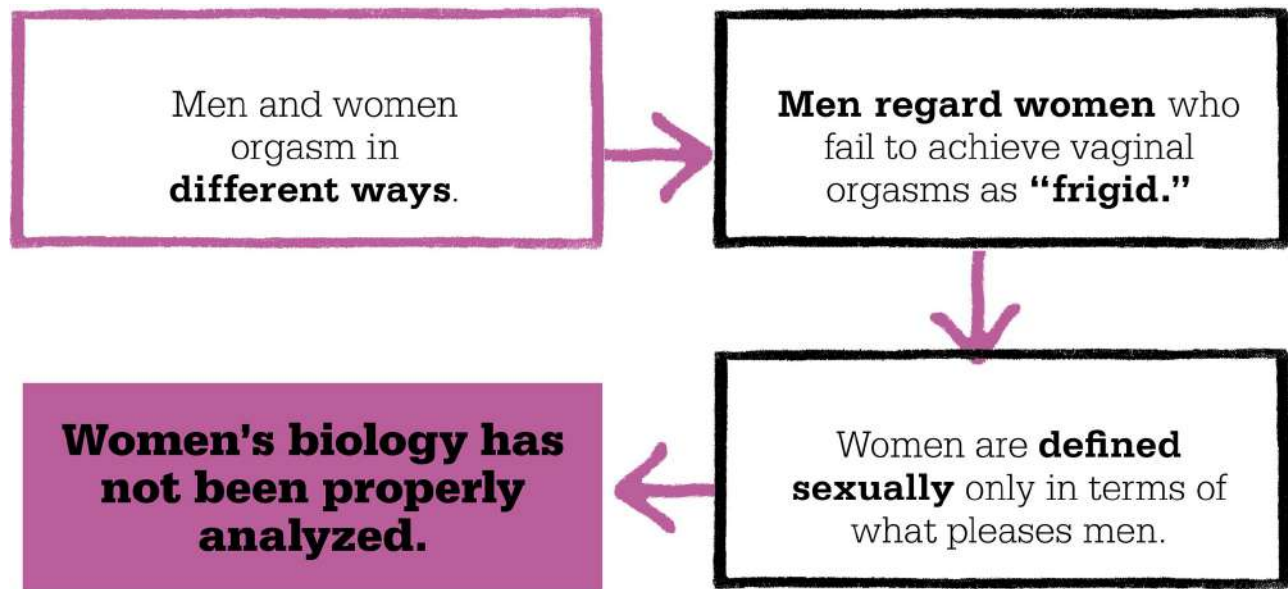 Men and women
orgasm in
different ways.
Men regard women who
fail to achieve vaginal
orgasms as “frigid.”
Women are defined
sexually only in terms of
what pleases men.
Women's biology has
not been properly
analyzed.